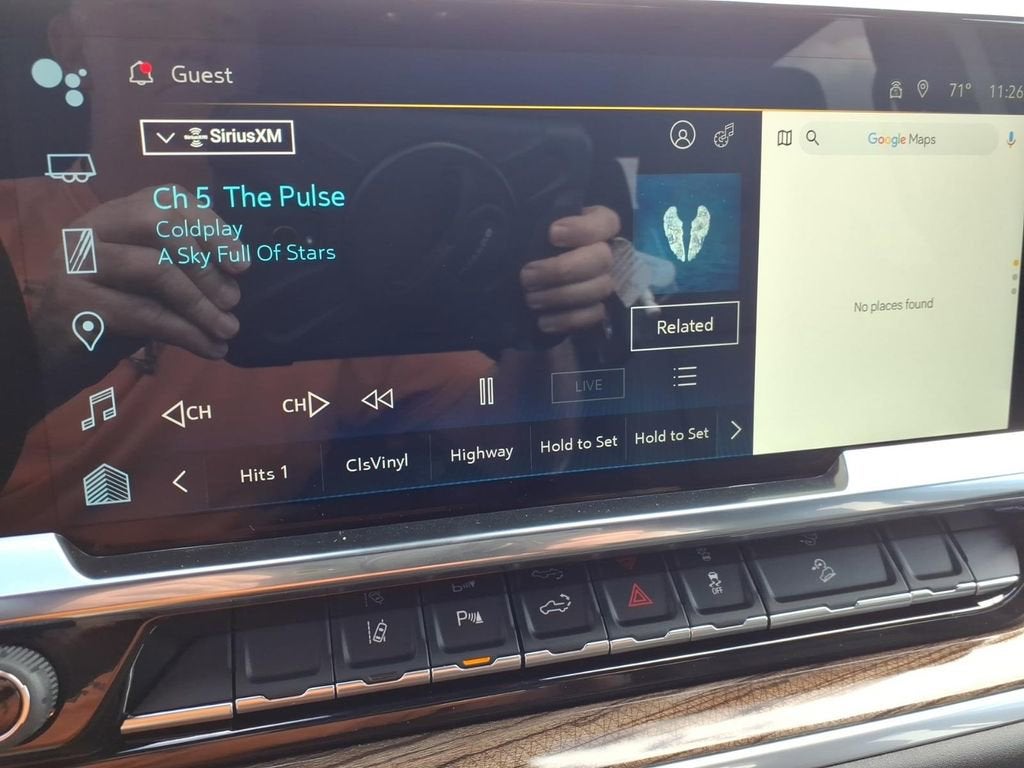 Guest
71° 11:26
SiriusXM
Google Maps
Ch 5 The Pulse
Coldplay
A Sky Full Of Stars
No places found
Related
CH
CH
LIVE
Hits 1
ClsVinyl
Highway
Hold to Set
Hold to Set
P
OFF